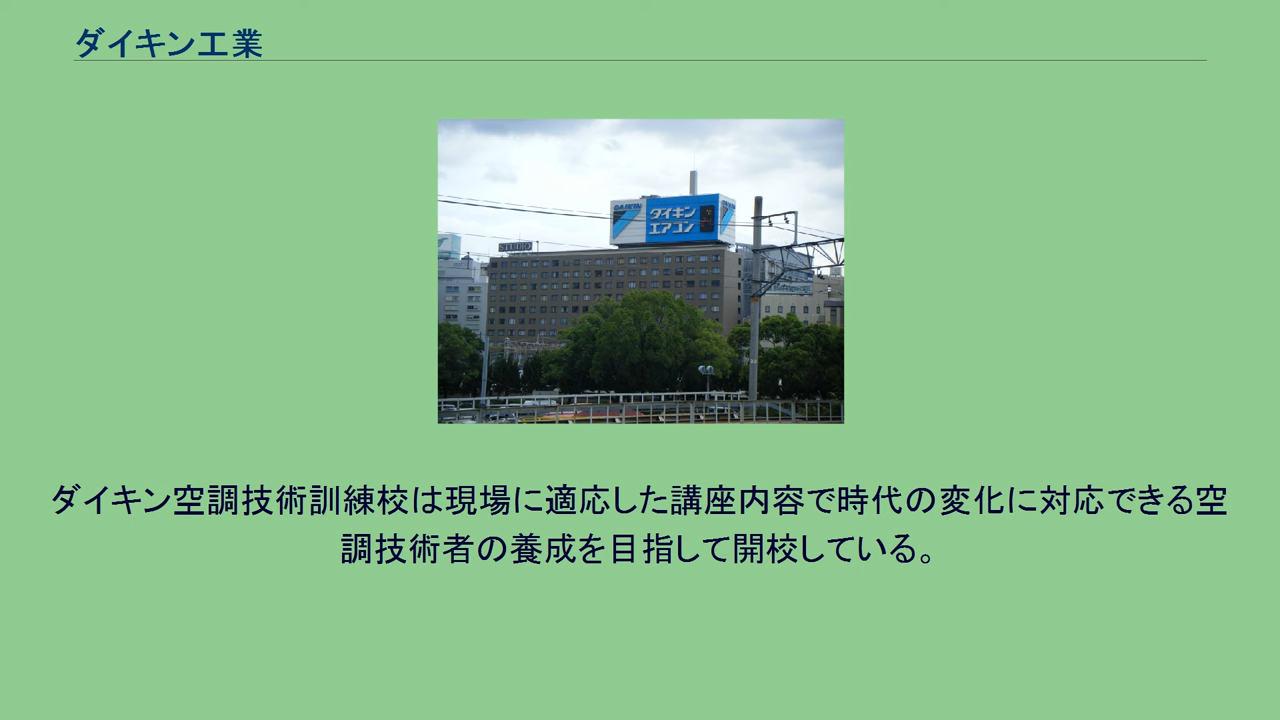 ダイキン工業
DAIKIN
ダイキン
エアコン
STUDIO
ダイキン空調技術訓練校は現場に適応した講座内容で時代の変化に対応できる空
調技術者の養成を目指して開校している。